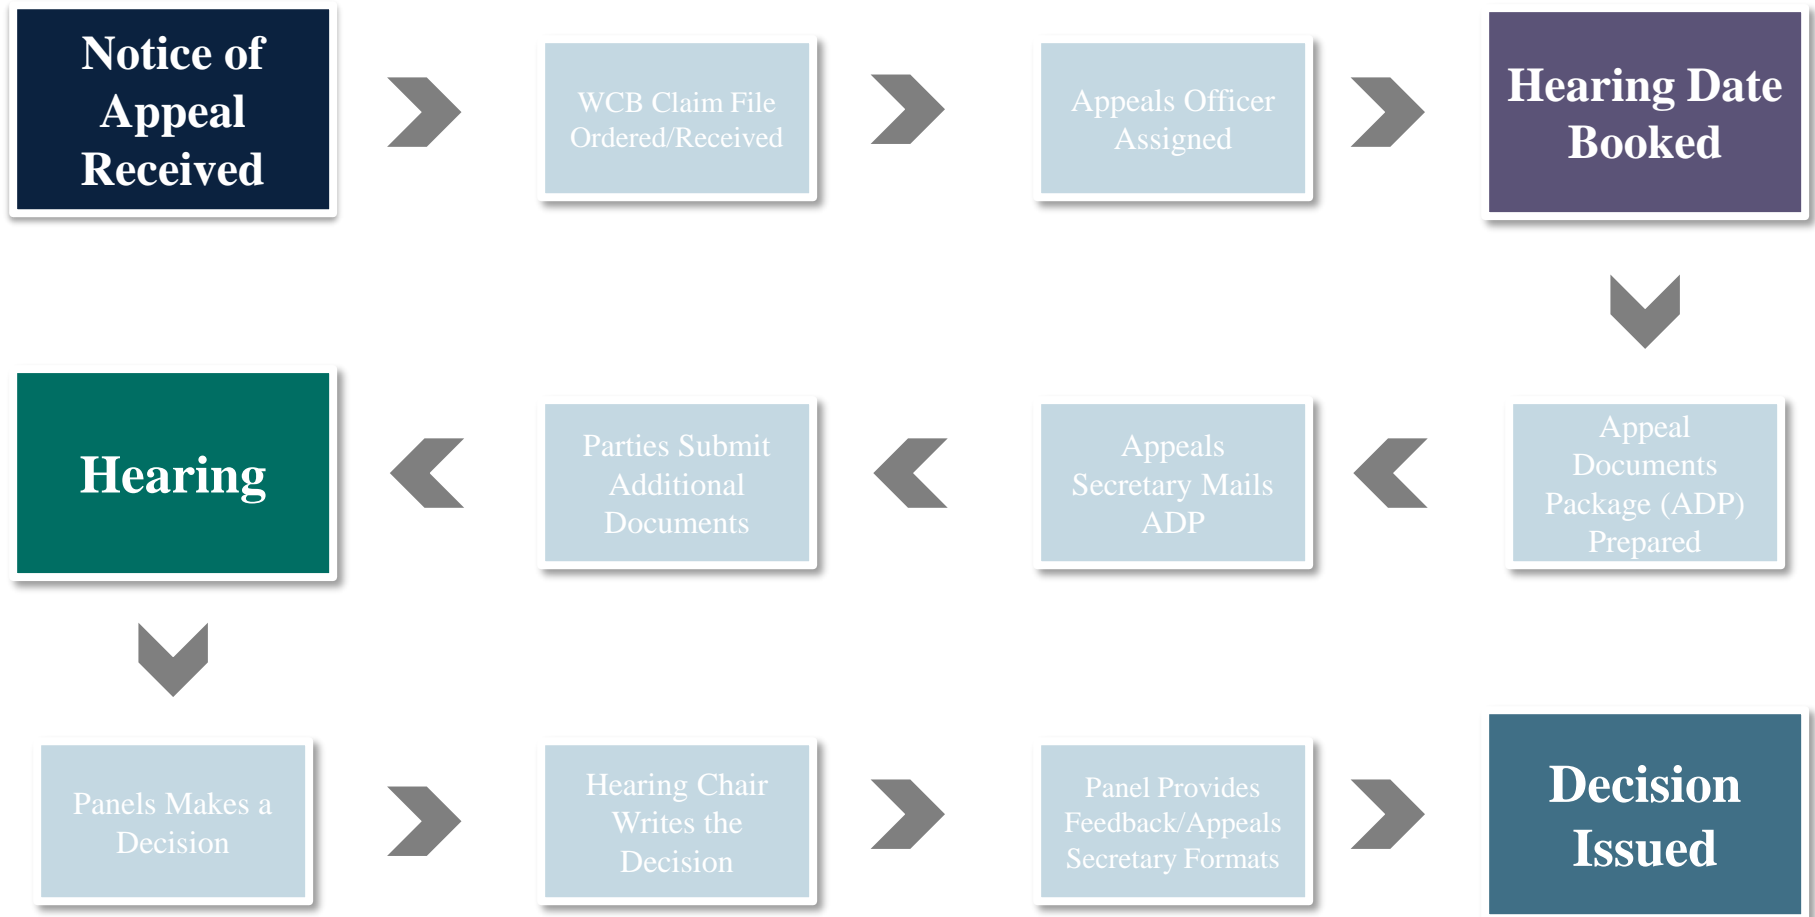 Notice of
Appeal
Received
WCB Claim File
Ordered/Received
Appeals Officer
Assigned
Hearing Date
Booked
Hearing
Parties Submit
Additional
Documents
Appeals
Secretary Mails
ADP
Appeal
Documents
Package (ADP)
Prepared
Panels Makes a
Decision
Hearing Chair
Writes the
Decision
Panel Provides
Feedback/Appeals
Secretary Formats
Decision
Issued